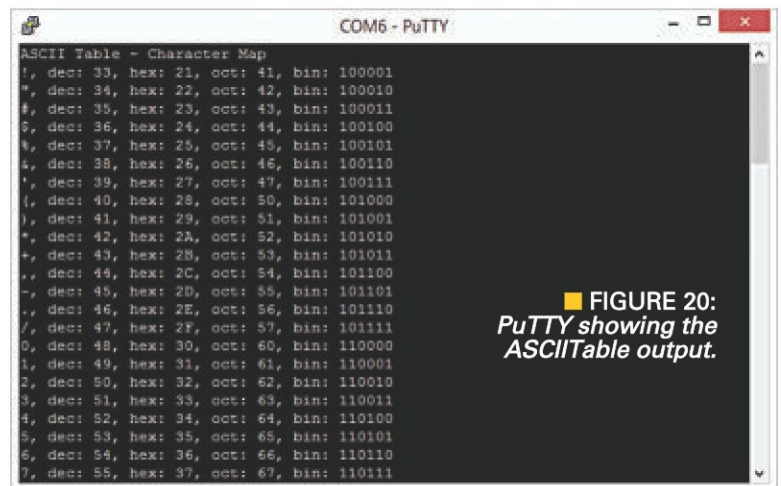 COM6 - PuTTY
ASCII Table ~ Character Map
!, dec: 33, hex: 21, oct: 41, bin: 100001
", dec: 34, hex: 22, oct: 42, bin: 100010
#, dec: 35, hex: 23, oct: 43, bin: 100011
$, dec: 36, hex: 24, oct: 44, bin: 100100
%, dec: 37, hex: 25, oct: 45, bin: 100101
&, dec: 38, hex: 26, oct: 46, bin: 100110
', dec: 39, hex: 27, oct: 47, bin: 100111
(, dec: 40, hex: 28, oct: 50, bin: 101000
), dec: 41, hex: 29, oct: 51, bin: 101001
*, dec: 42, hex: 2A, oct: 52, bin: 101010
+, dec: 43, hex: 2B, oct: 53, bin: 101011
,, dec: 44, hex: 2C, oct: 54, bin: 101100
-, dec: 45, hex: 2D, oct: 55, bin: 101101
., dec: 46, hex: 2E, oct: 56, bin: 101110
/, dec: 47, hex: 2F, oct: 57, bin: 101111
0, dec: 48, hex: 30, oct: 60, bin: 110000
1, dec: 49, hex: 31, oct: 61, bin: 110001
2, dec: 50, hex: 32, oct: 62, bin: 110010
3, dec: 51, hex: 33, oct: 63, bin: 110011
4, dec: 52, hex: 34, oct: 64, bin: 110100
5, dec: 53, hex: 35, oct: 65, bin: 110101
6, dec: 54, hex: 36, oct: 66, bin: 110110
7, dec: 55, hex: 37, oct: 67, bin: 110111
FIGURE 20:
PuTTY showing the
ASCIITable output.